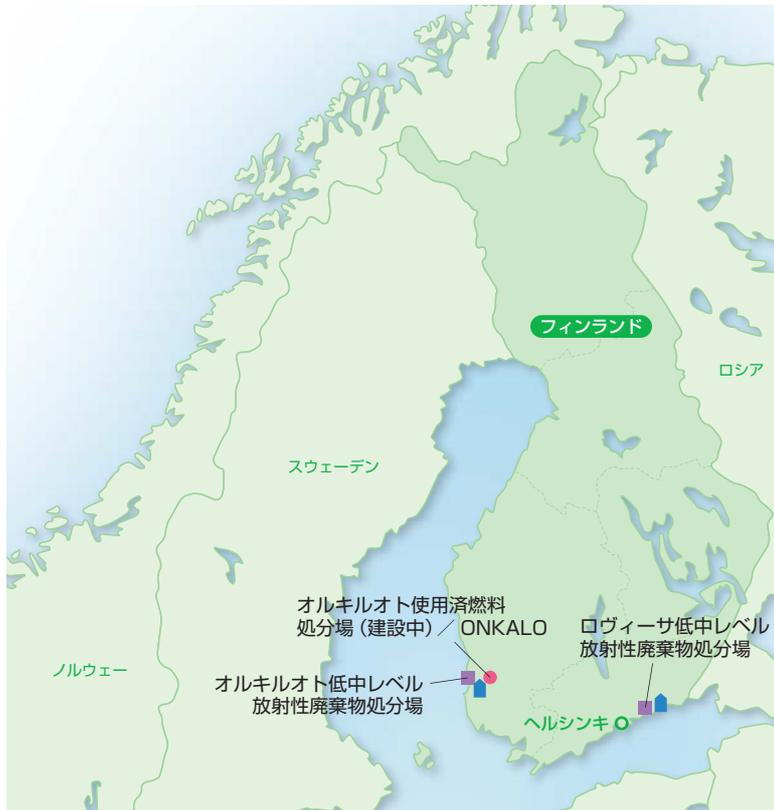 フィンランド
ロシア
スウェーデン
オルキルオト使用済燃料
処分場（建設中）／ ONKALO
ロヴィーサ低中レベル
放射性廃棄物処分場
ノルウェー
オルキルオト低中レベル
放射性廃棄物処分場
ヘルシンキ